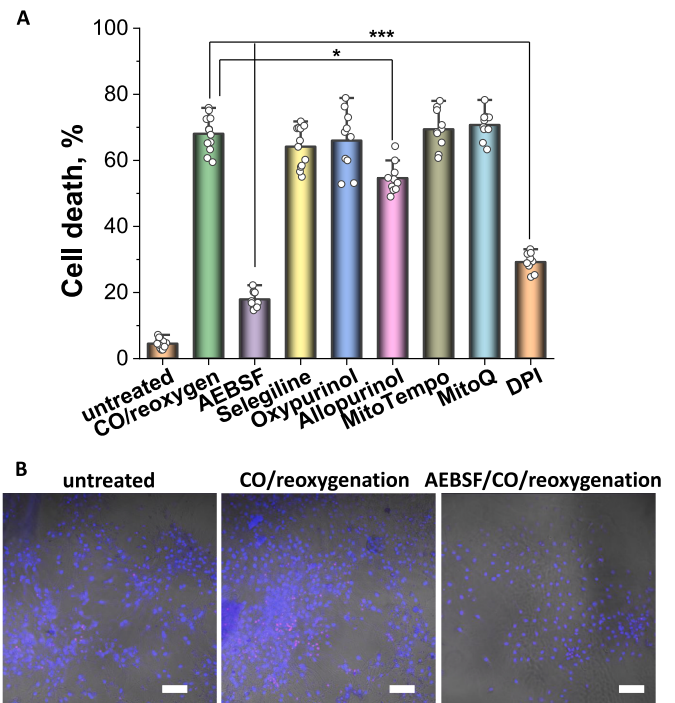 A
100
80
60
40
20
0
Cell death, %
***
*
untreated
CO/reoxygen
AEBSF
Selegiline
Oxypurinol
Allopurinol
MitoTempo
MitoQ
DPI
B
untreated
CO/reoxygenation
AEBSF/CO/reoxygenation